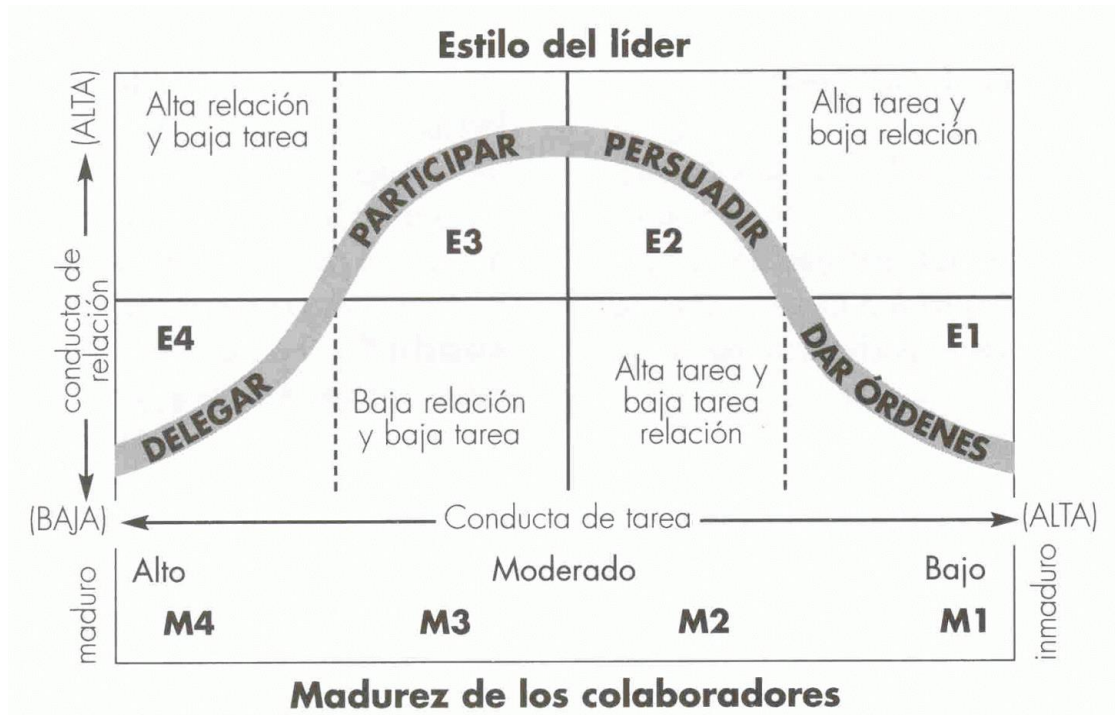 Estilo del líder
(ALTA)
conducta de
relación
(BAJA)
Alta relación
y baja tarea
Alta tarea y
baja relación
PARTICIPAR
PERSUADIR
E3
E2
E4
E1
DELEGAR
DAR ÓRDENES
Baja relación
y baja tarea
Alta tarea y
baja tarea
relación
Conducta de tarea
(ALTA)
maduro
Alto
Moderado
Bajo
inmaduro
M4
M3
M2
M1
Madurez de los colaboradores